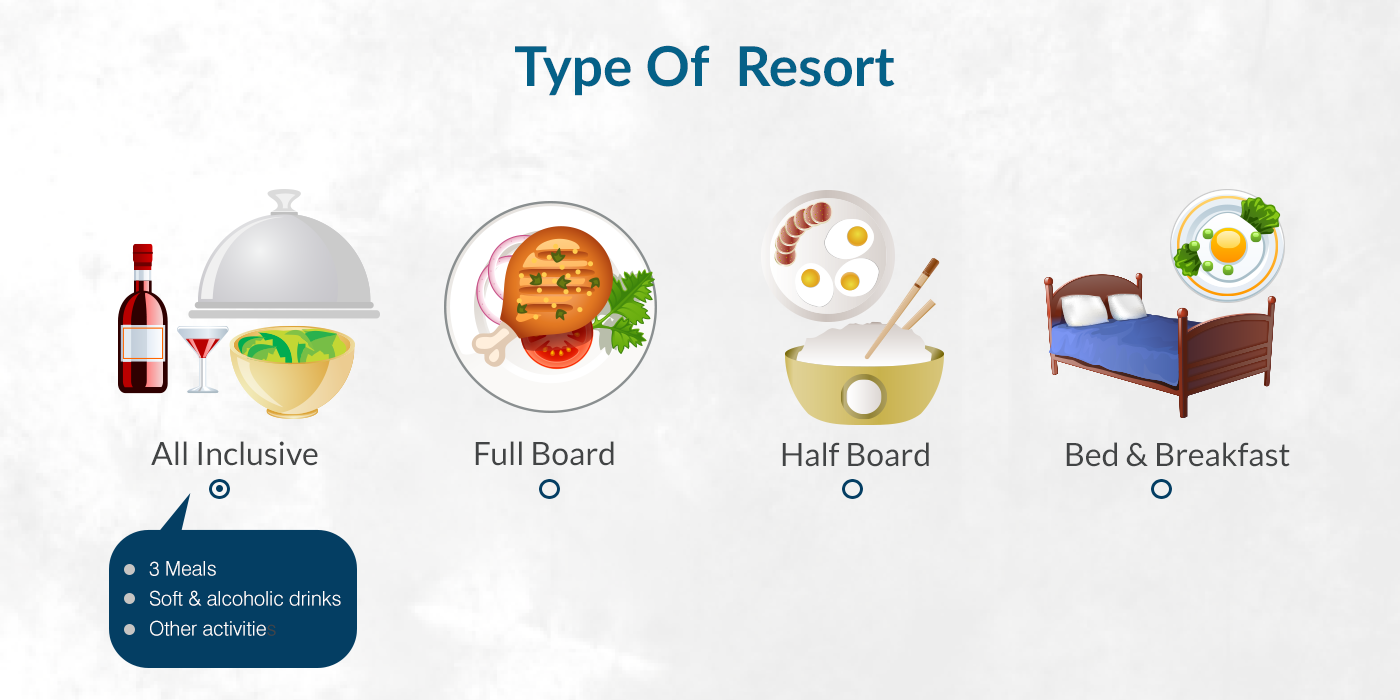 Type Of Resort
All Inclusive
Full Board
Half Board
Bed & Breakfast
3 Meals
Soft & alcoholic drinks
Other activities